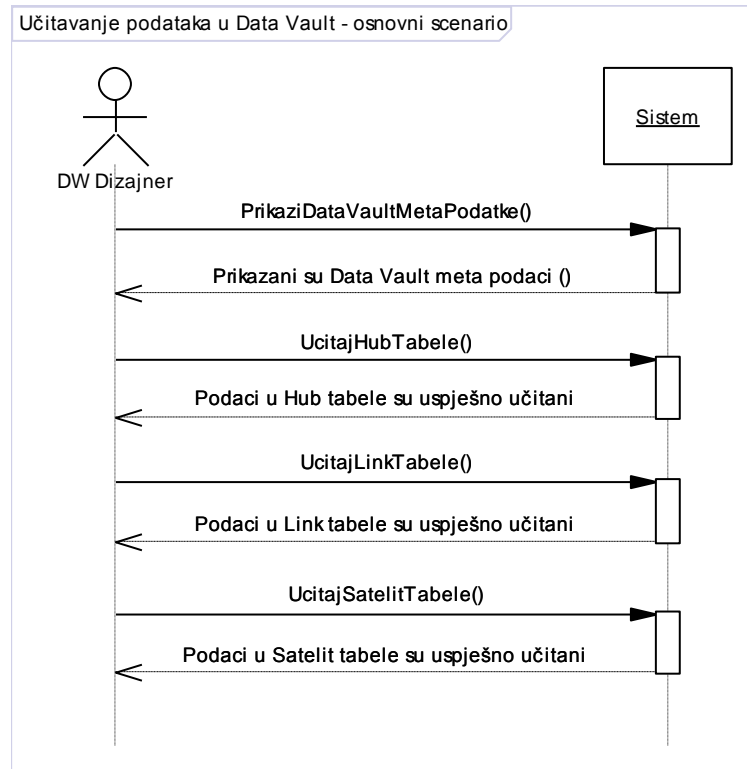 Učitavanje podataka u Data Vault - osnovni scenario
Sistem
DW Dizajner
PrikaziDataVaultMetaPodatke()
Prikazani su Data Vault meta podaci ()
UcitajHubTabele()
Podaci u Hub tabele su uspješno učitani
UcitajLinkTabele()
Podaci u Link tabele su uspješno učitani
UcitajSatelitTabele()
Podaci u Satelit tabele su uspješno učitani